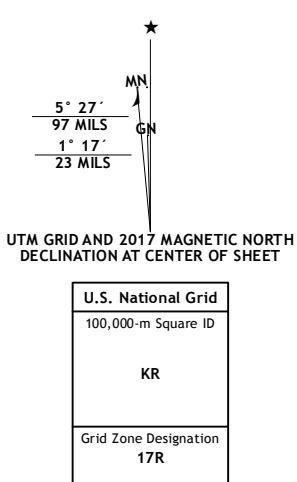 MN
5° 27´
97 MILS
GN
1° 17´
23 MILS
UTM GRID AND 2017 MAGNETIC NORTH
DECLINATION AT CENTER OF SHEET
U.S. National Grid
100,000-m Square ID
KR
Grid Zone Designation
17R